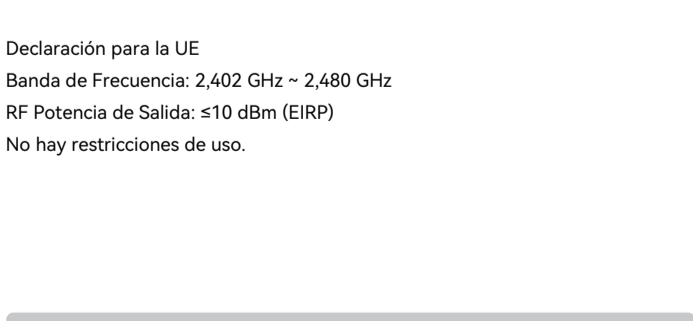 Declaración para la UE
Banda de Frecuencia: 2,402 GHz ~ 2,480 GHz
RF Potencia de Salida: ≤10 dBm (EIRP)
No hay restricciones de uso.